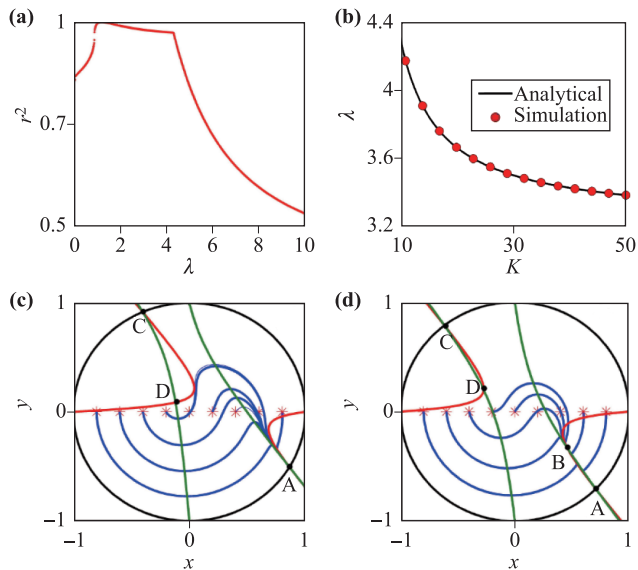 (a)
1
0.7
0.5
r²
0 2 4 6 8 10
λ
(b)
4.4
4
3.6
3.2
λ
Analytical
Simulation
10 30 50
K
(c)
1
0
−1
y
C
D
A
−1 0 1
x
(d)
1
0
−1
y
C
D
B
A
−1 0 1
x